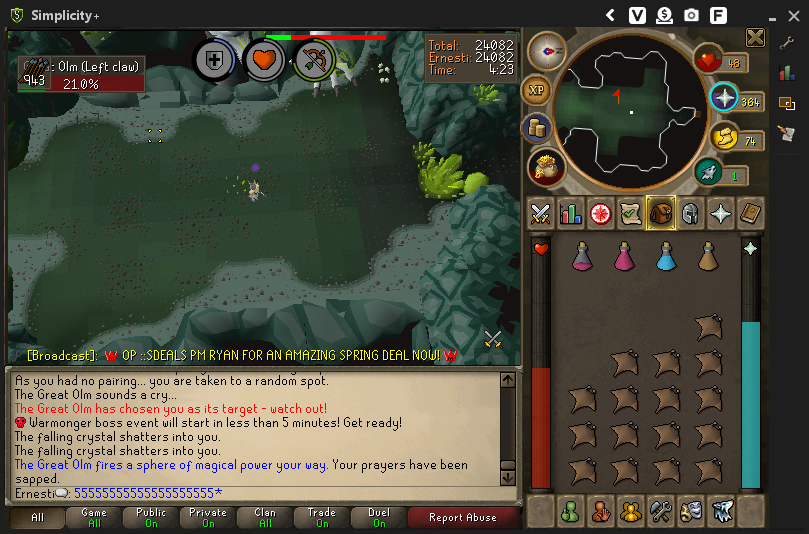 Simplicity+
V
F
: Olm (Left claw)
943
21.0%
Total: 24082
Ernesti: 24082
Time: 4:23
N
XP
48
364
74
1
[Broadcast]: OP ::SDEALS PM RYAN FOR AN AMAZING SPRING DEAL NOW!
As you had no pairing... you are taken to a random spot.
The Great Olm sounds a cry...
The Great Olm has chosen you as its target - watch out!
Warmonger boss event will start in less than 5 minutes! Get ready!
The falling crystal shatters into you.
The falling crystal shatters into you.
The Great Olm fires a sphere of magical power your way. Your prayers have been
sapped.
Ernesti: 55555555555555555555*
All
Game
All
Public
On
Private
On
Clan
All
Trade
On
Duel
On
Report Abuse